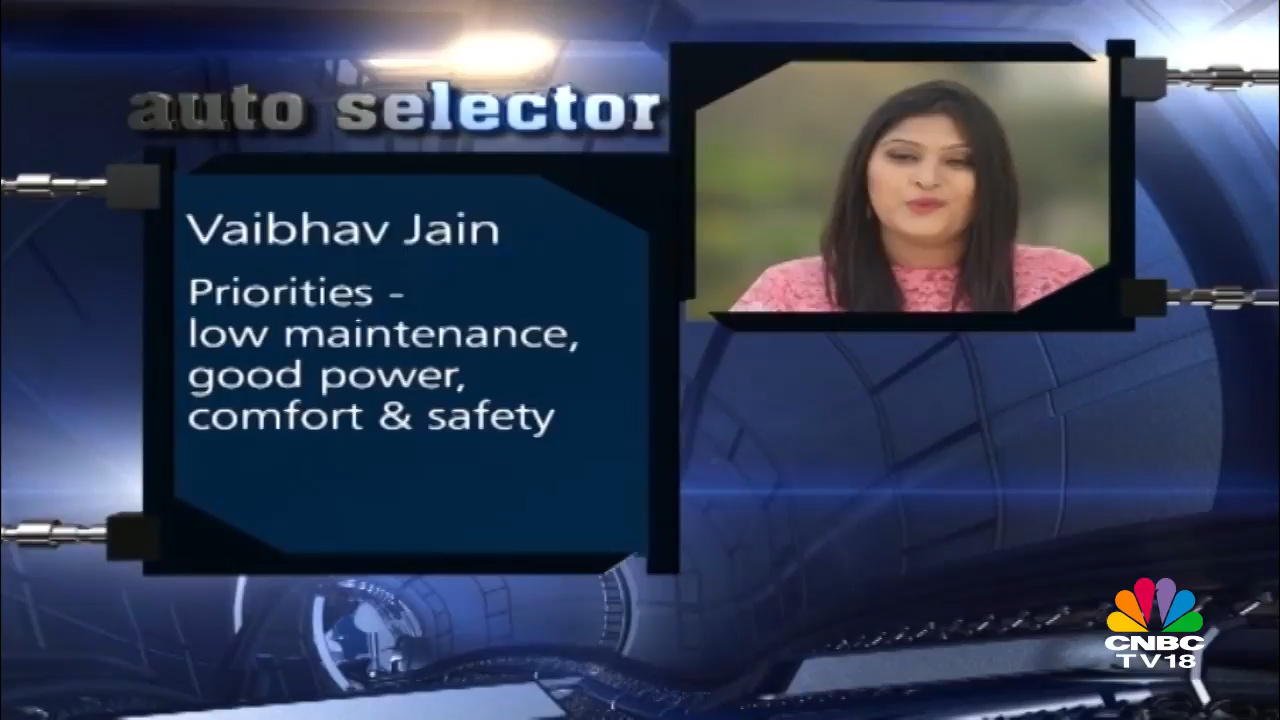 auto selector
Vaibhav Jain
Priorities -
low maintenance,
good power,
comfort & safety
CNBC
TV18